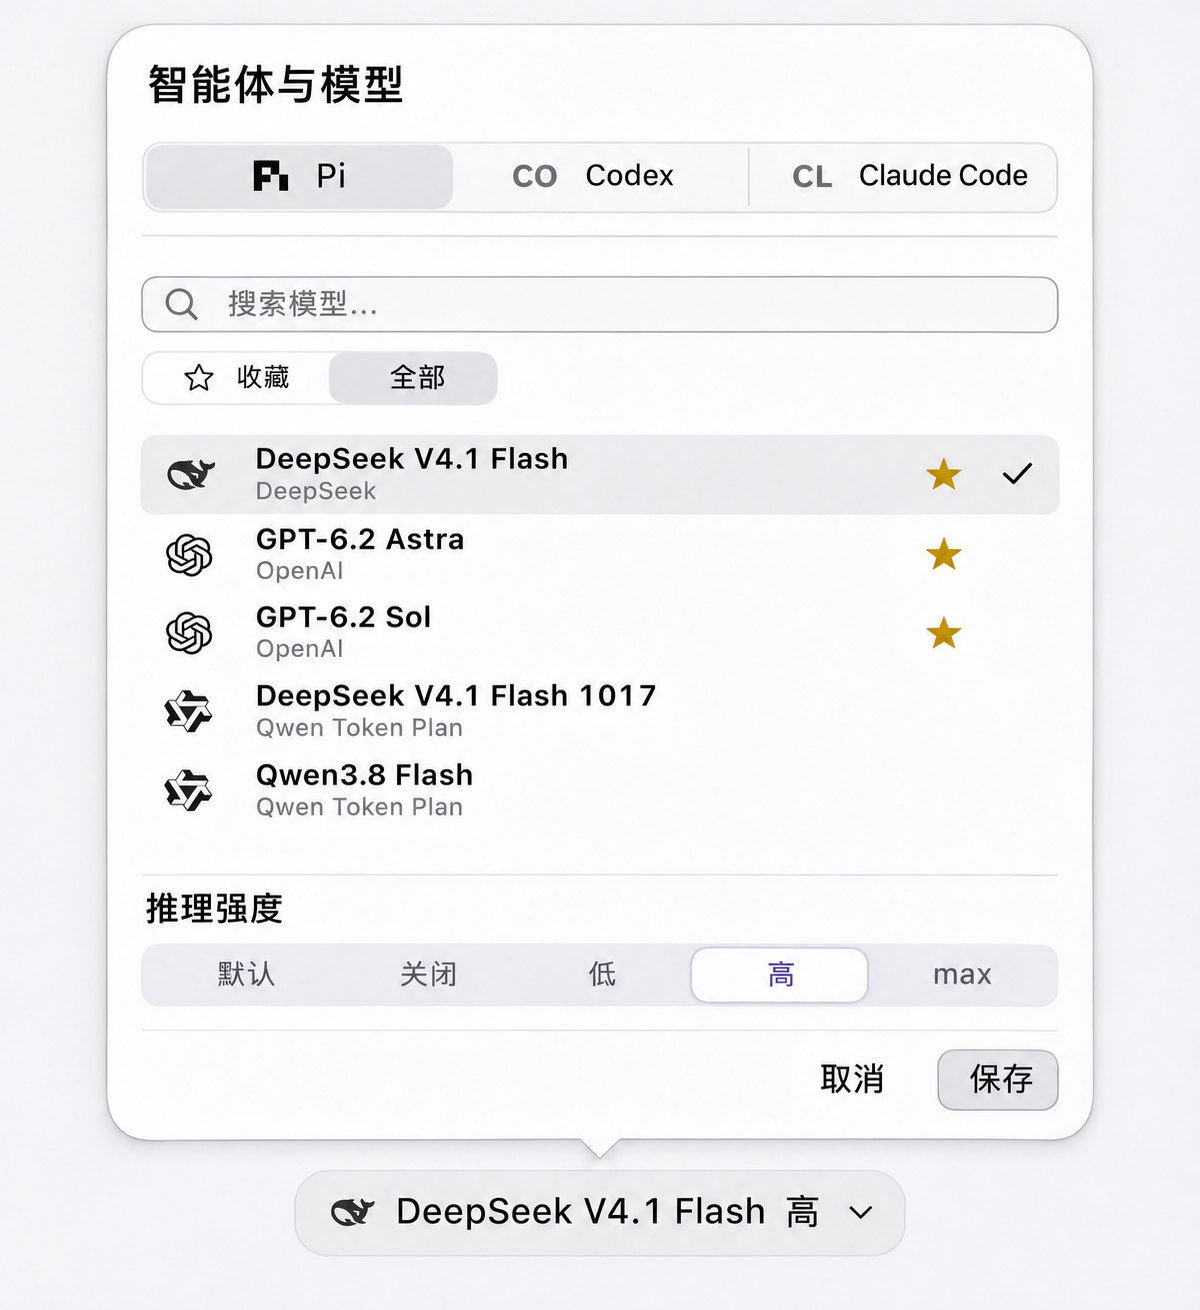 智能体与模型
Pi
CO Codex
CL Claude Code
搜索模型...
收藏
全部
DeepSeek V4.1 Flash
DeepSeek
GPT-6.2 Astra
OpenAI
GPT-6.2 Sol
OpenAI
DeepSeek V4.1 Flash 1017
Qwen Token Plan
Qwen3.8 Flash
Qwen Token Plan
推理强度
默认 关闭 低 高 max
取消 保存
DeepSeek V4.1 Flash 高